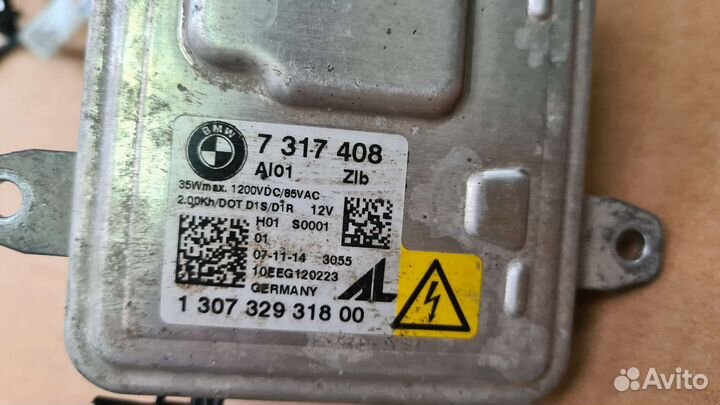 BMW
7 317 408
AI01 Zlb
35Wmax. 1200VDC/85VAC
2.00Kh/DOT D1S/D1R 12V
H01 S0001
01
07-11-14 3055
10EEG120223
GERMANY
AL
1 307 329 318 00
Avito